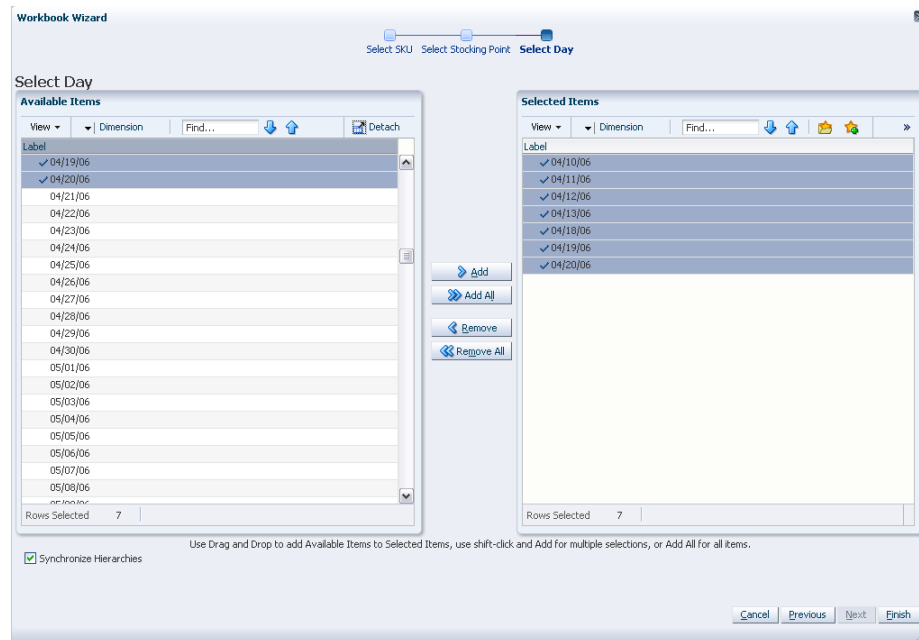 Workbook Wizard
Select SKU Select Stocking Point Select Day
Select Day
Available Items
View Dimension Find... Detach
Label
04/19/06
04/20/06
04/21/06
04/22/06
04/23/06
04/24/06
04/25/06
04/26/06
04/27/06
04/28/06
04/29/06
04/30/06
05/01/06
05/02/06
05/03/06
05/04/06
05/05/06
05/06/06
05/07/06
05/08/06
Rows Selected 7
Add
Add All
Remove
Remove All
Selected Items
View Dimension Find... »
Label
04/10/06
04/11/06
04/12/06
04/13/06
04/18/06
04/19/06
04/20/06
Rows Selected 7
Use Drag and Drop to add Available Items to Selected Items, use shift-click and Add for multiple selections, or Add All for all items.
Synchronize Hierarchies
Cancel Previous Next Finish